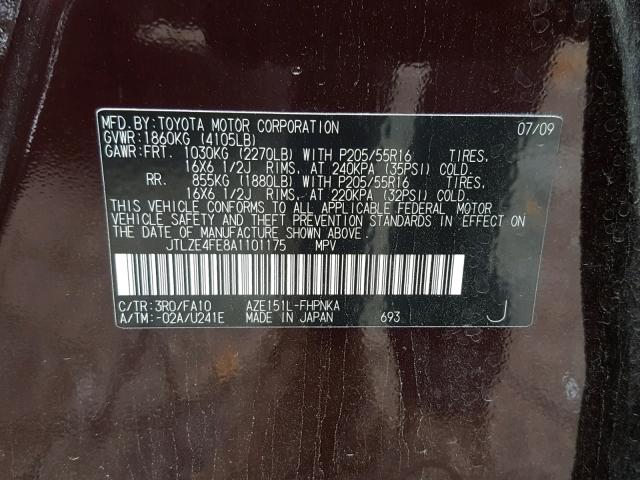 MFD.BY:TOYOTA MOTOR CORPORATION 07/09
GVWR:1860KG (4105LB)
GAWR:FRT. 1030KG (2270LB) WITH P205/55R16 TIRES,
16X6 1/2J RIMS, AT 240KPA (35PSI) COLD.
RR. 855KG (1880LB) WITH P205/55R16 TIRES,
16X6 1/2J RIMS, AT 220KPA (32PSI) COLD.
THIS VEHICLE CONFORMS TO ALL APPLICABLE FEDERAL MOTOR
VEHICLE SAFETY AND THEFT PREVENTION STANDARDS IN EFFECT ON
THE DATE OF MANUFACTURE SHOWN ABOVE.
JTLZE4FE8A1101175 MPV
C/TR:3R0/FA10 AZE151L-FHPNKA
A/TM:-02A/U241E MADE IN JAPAN 693 J